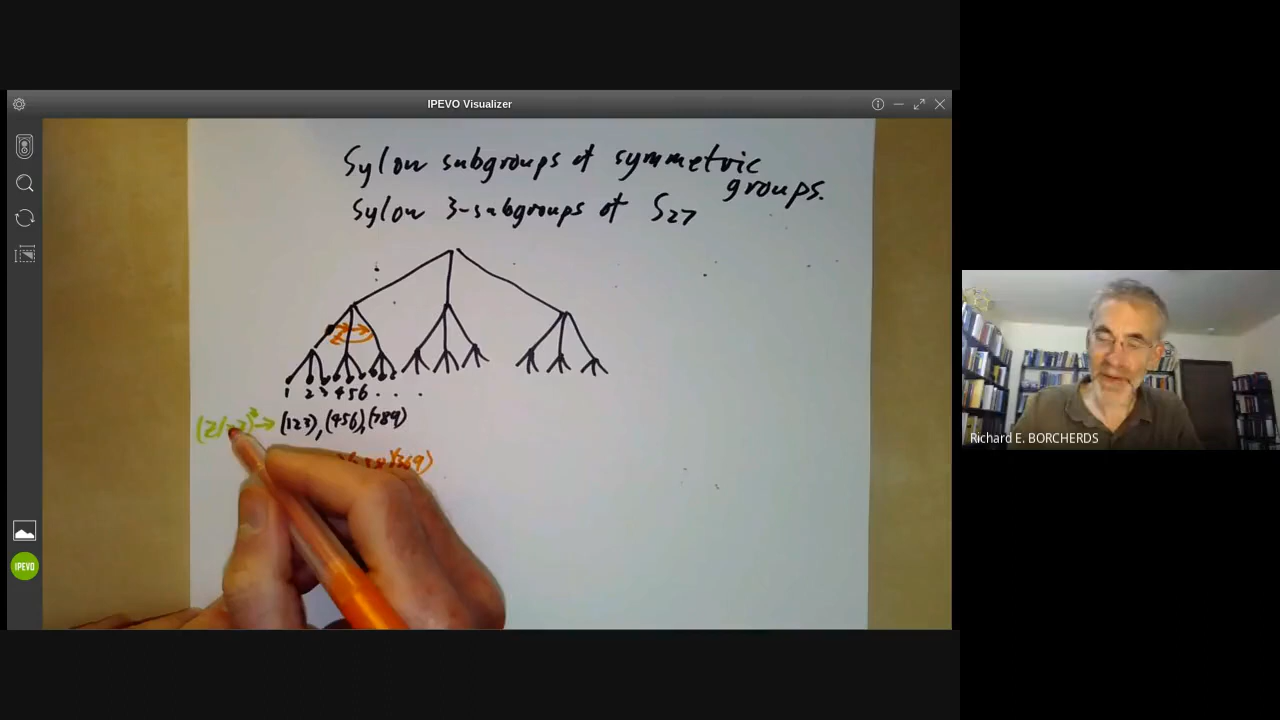 IPEVO Visualizer
Sylow subgroups of symmetric groups.
Sylow 3-subgroups of S₂₇
1 2 3 4 5 6 . . .
→ (123), (456), (789)
369)
IPEVO
Richard E. BORCHERDS